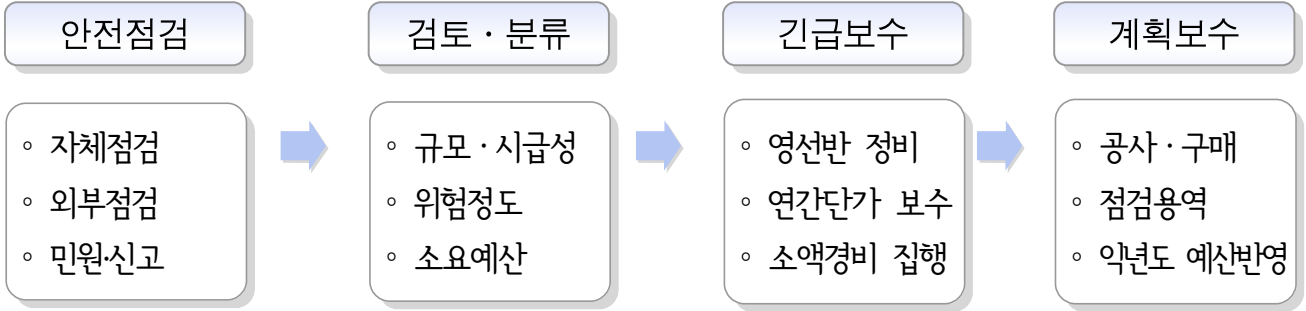 안전점검
◦ 자체점검
◦ 외부점검
◦ 민원·신고
검토 · 분류
◦ 규모 · 시급성
◦ 위험정도
◦ 소요예산
긴급보수
◦ 영선반 정비
◦ 연간단가 보수
◦ 소액경비 집행
계획보수
◦ 공사 · 구매
◦ 점검용역
◦ 익년도 예산반영